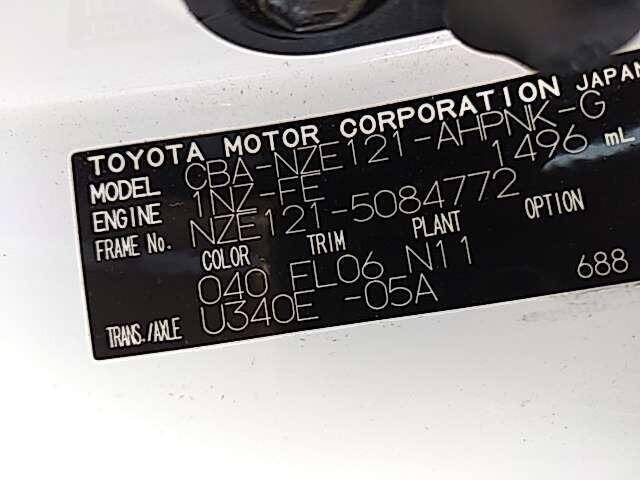 TOYOTA MOTOR CORPORATION JAPAN
MODEL CBA-NZE121-AHPNK-G
ENGINE 1NZ-FE 1496 mL
FRAME No. NZE121-5084772
COLOR TRIM PLANT OPTION
040 FL06 N11 688
TRANS./AXLE U340E -05A